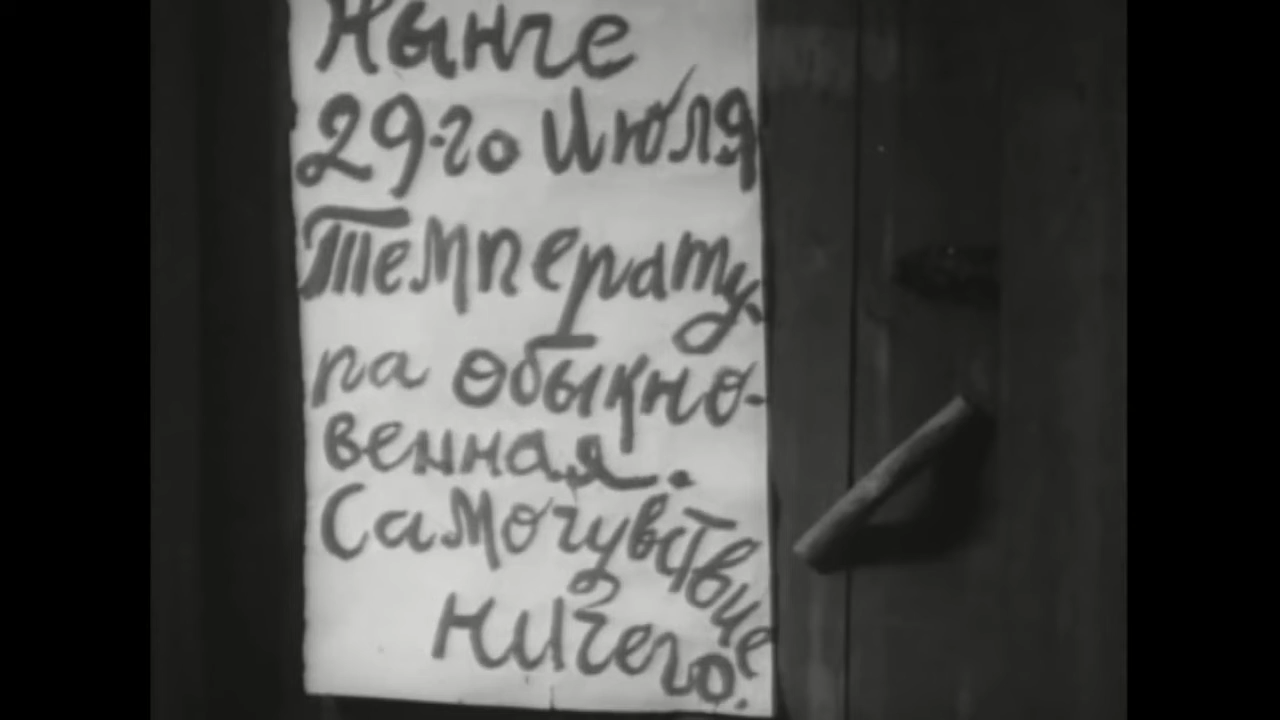 Нынче
29-го Июля
Температу-
ра обыкно-
венная.
Самочувствие
ничего.